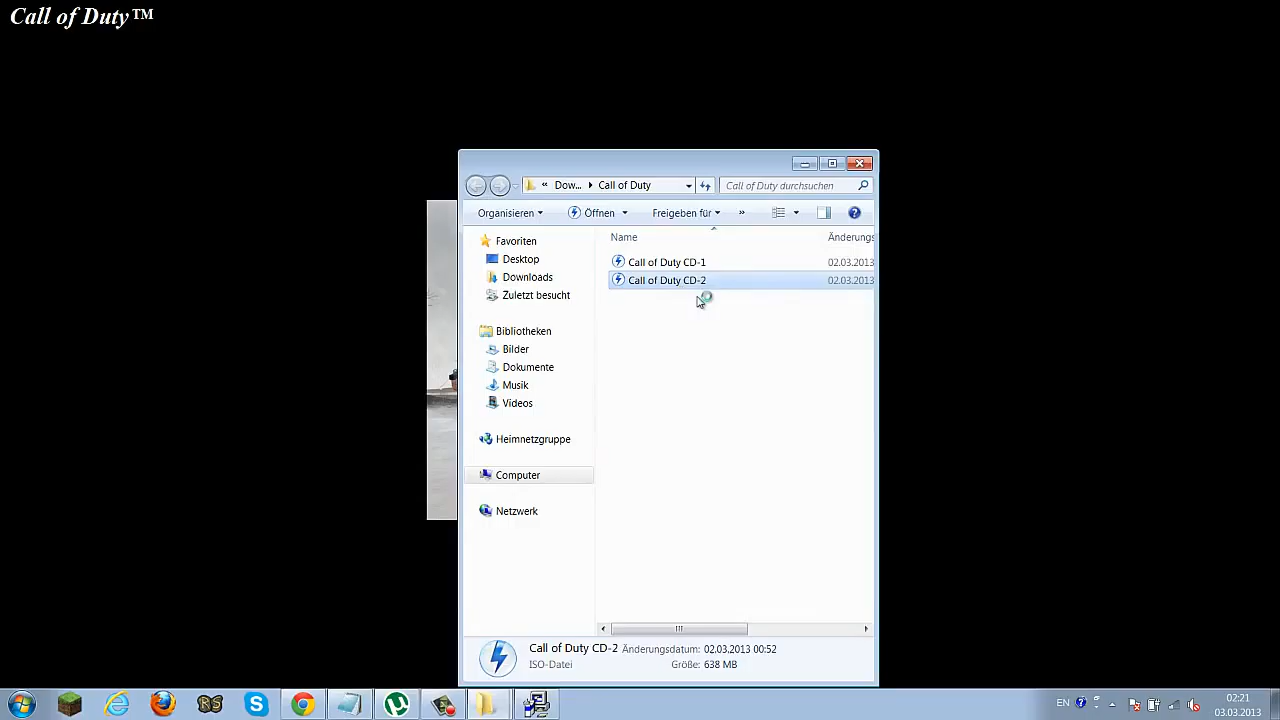 Call of Duty™
« Dow... ▸ Call of Duty
Call of Duty durchsuchen
Organisieren
Öffnen
Freigeben für
»
Name
Änderungs
Favoriten
Desktop
Downloads
Zuletzt besucht
Bibliotheken
Bilder
Dokumente
Musik
Videos
Heimnetzgruppe
Computer
Netzwerk
Call of Duty CD-1 02.03.2013
Call of Duty CD-2 02.03.2013
Call of Duty CD-2 Änderungsdatum: 02.03.2013 00:52
ISO-Datei Größe: 638 MB
RS
EN
02:21
03.03.2013